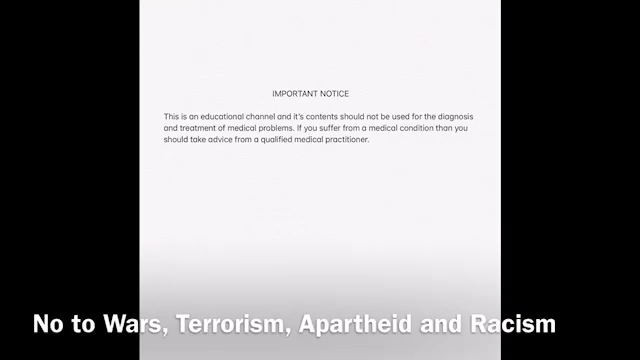 IMPORTANT NOTICE
This is an educational channel and it's contents should not be used for the diagnosis
and treatment of medical problems. If you suffer from a medical condition than you
should take advice from a qualified medical practitioner.
No to Wars, Terrorism, Apartheid and Racism